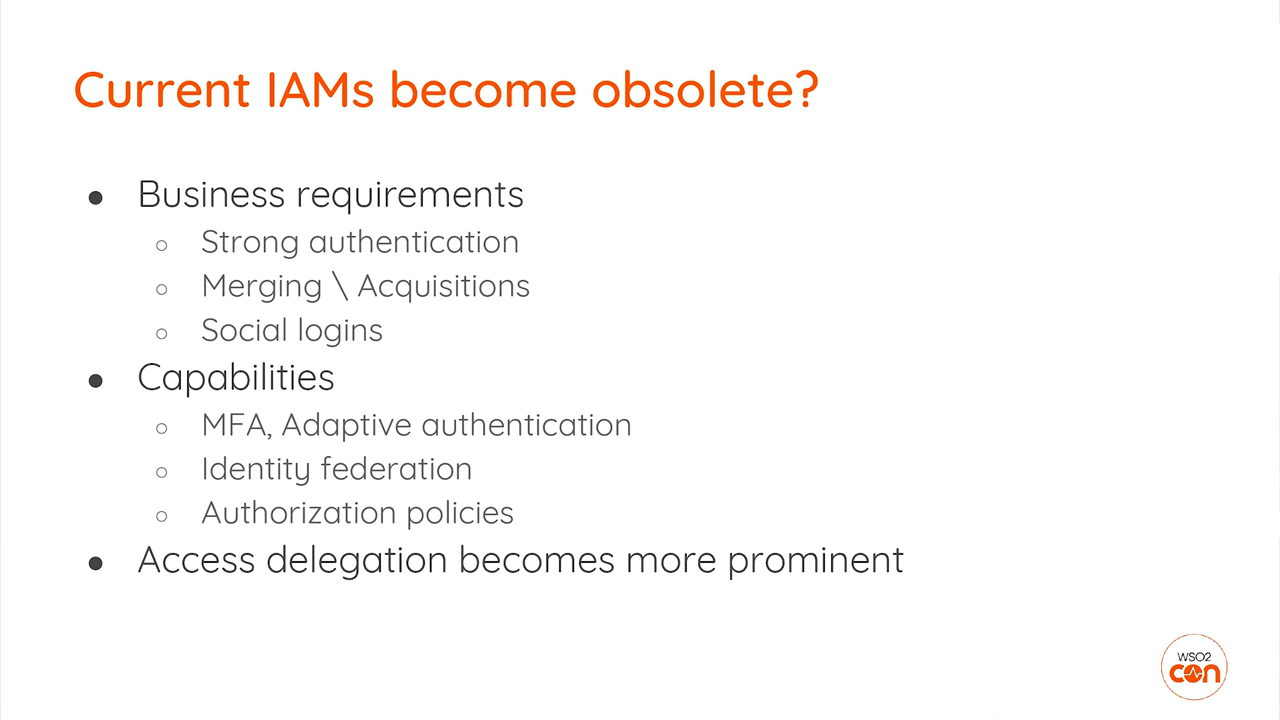 Current IAMs become obsolete?
● Business requirements
○ Strong authentication
○ Merging \ Acquisitions
○ Social logins
● Capabilities
○ MFA, Adaptive authentication
○ Identity federation
○ Authorization policies
● Access delegation becomes more prominent
WSO2
con